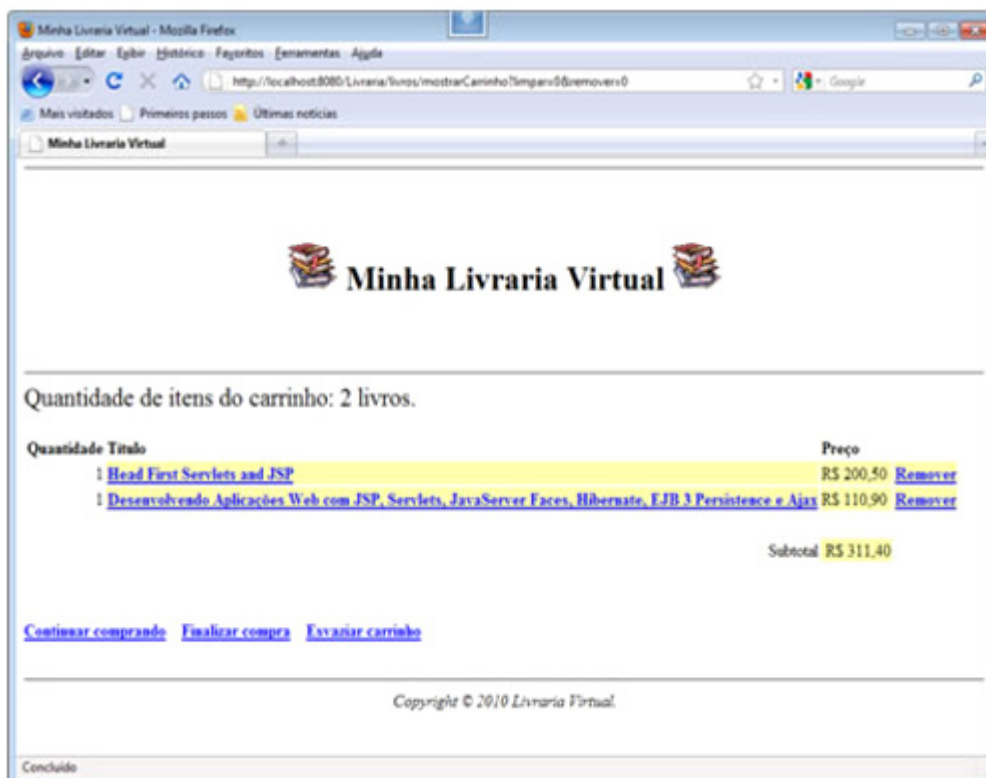 Minha Livraria Virtual - Mozilla Firefox
Arquivo Editar Exibir Histórico Favoritos Ferramentas Ajuda
http://localhost:8080/Livraria/livros/mostrarCarrinho?limpar=0&remover=0 Google
Mais visitados Primeiros passos Últimas notícias
Minha Livraria Virtual
Minha Livraria Virtual
Quantidade de itens do carrinho: 2 livros.
Quantidade Título Preço
1 Head First Servlets and JSP R$ 200,50 Remover
1 Desenvolvendo Aplicações Web com JSP, Servlets, JavaServer Faces, Hibernate, EJB 3 Persistence e Ajax R$ 110,90 Remover
Subtotal R$ 311,40
Continuar comprando Finalizar compra Esvaziar carrinho
Copyright © 2010 Livraria Virtual.
Concluído